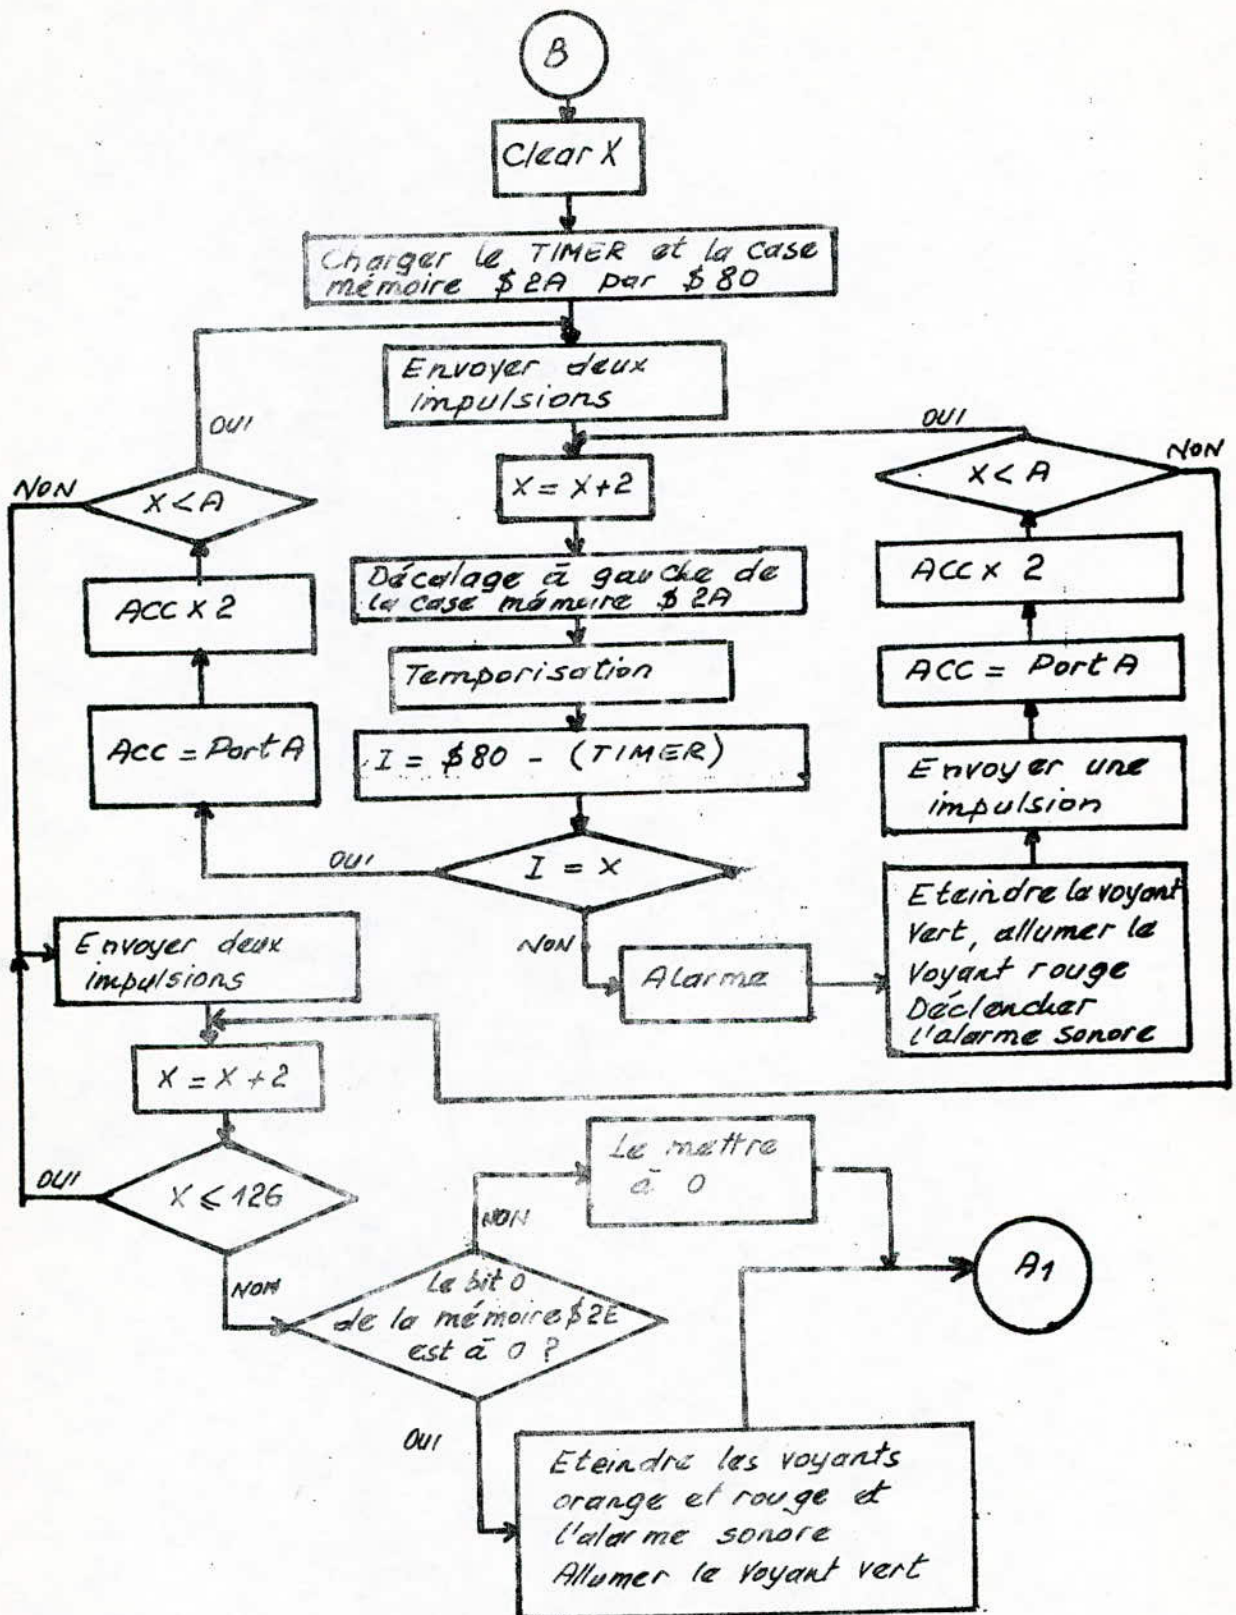 B
Clear X
Charger le TIMER et la case
mémoire $2A par $80
Envoyer deux
impulsions
OUI
OUI
NON
X < A
X = X+2
X < A
NON
Décalage à gauche de
la case mémoire $2A
ACC x 2
ACC x 2
Temporisation
ACC = Port A
ACC = Port A
I = $80 - (TIMER)
Envoyer une
impulsion
OUI
I = X
NON
Envoyer deux
impulsions
Alarme
Eteindre le voyant
vert, allumer le
voyant rouge
Déclencher
l'alarme sonore
X = X+2
OUI
X ≤ 126
NON
Le mettre
à 0
NON
Le bit 0
de la mémoire $2E
est à 0 ?
A1
OUI
Eteindre les voyants
orange et rouge et
l'alarme sonore
Allumer le voyant vert